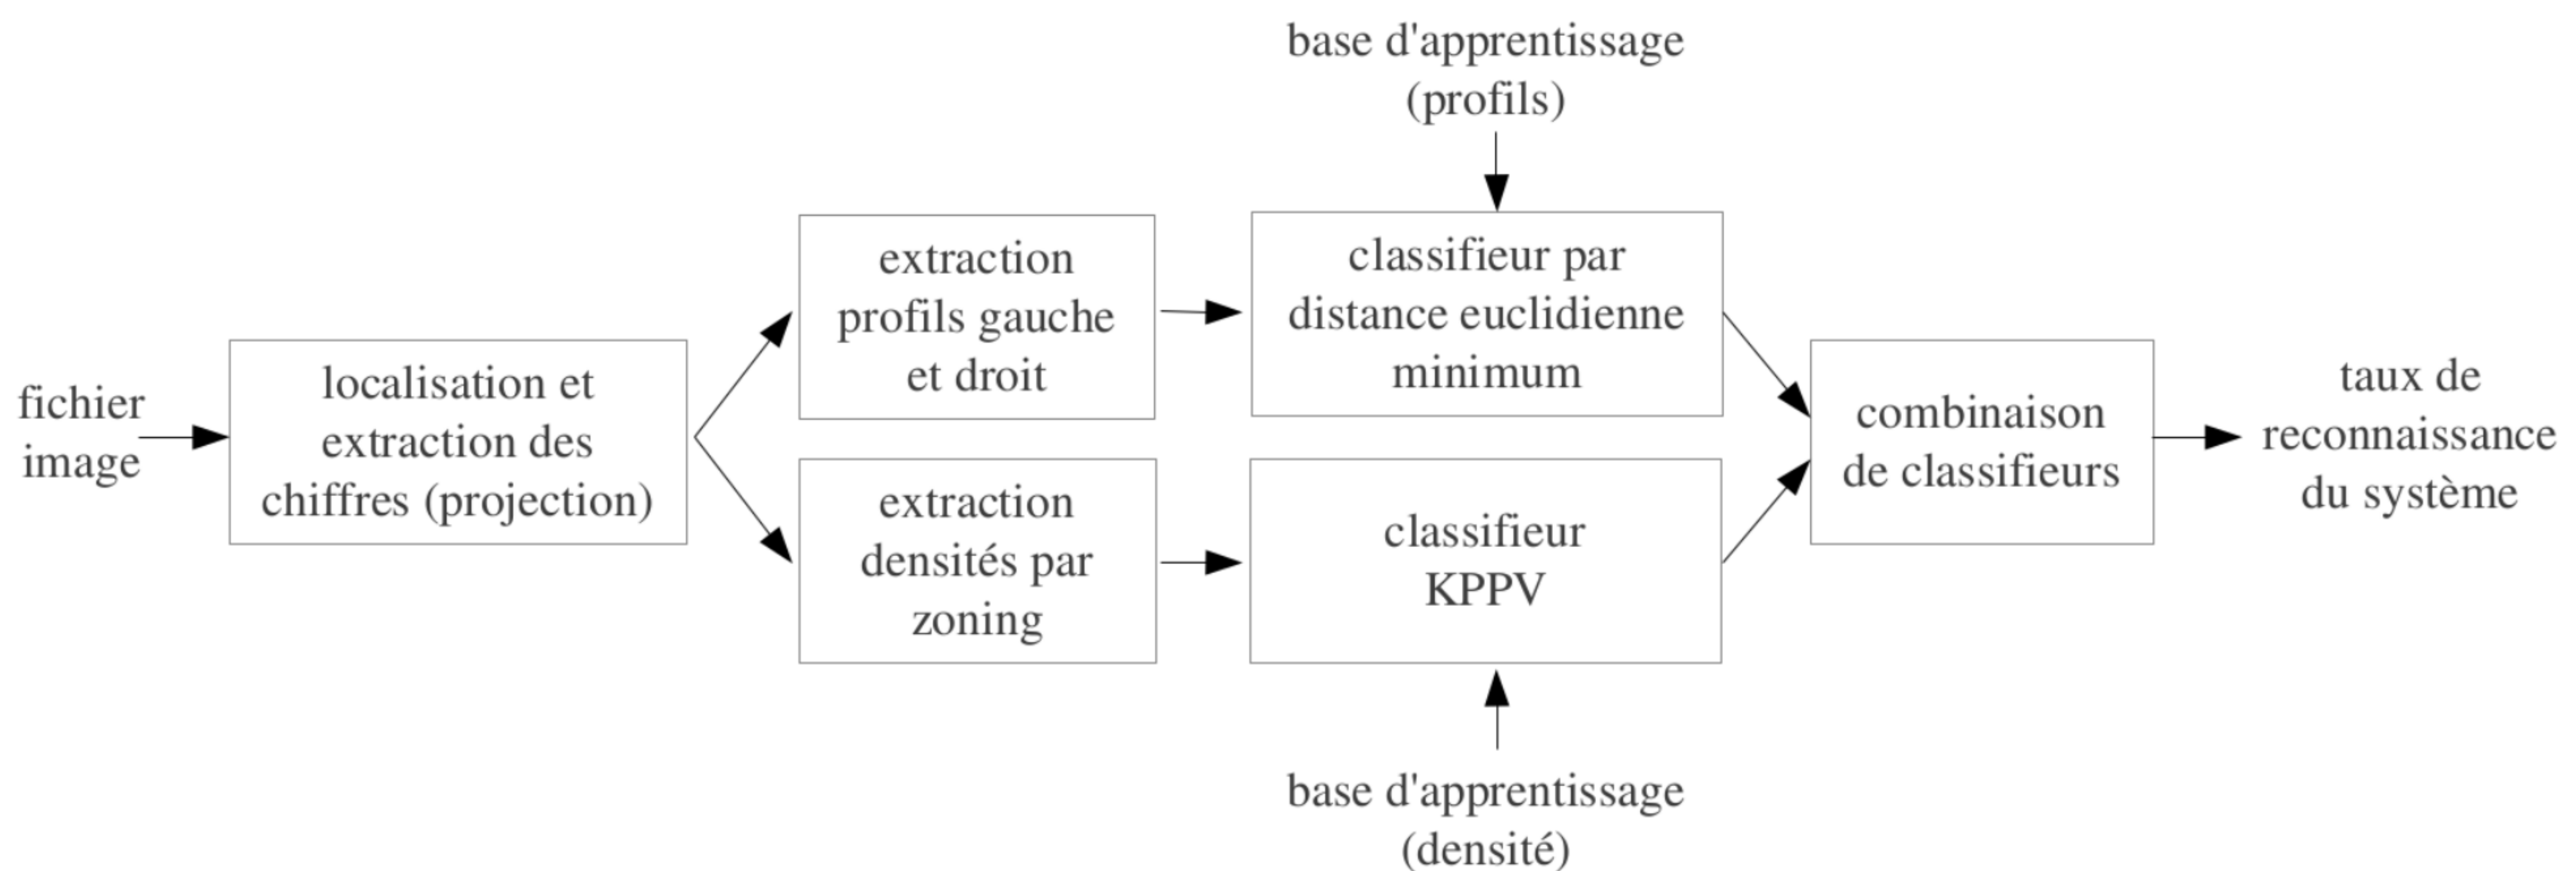 fichier
image
localisation et
extraction des
chiffres (projection)
extraction
profils gauche
et droit
extraction
densités par
zoning
base d'apprentissage
(profils)
classifieur par
distance euclidienne
minimum
classifieur
KPPV
base d'apprentissage
(densité)
combinaison
de classifieurs
taux de
reconnaissance
du système